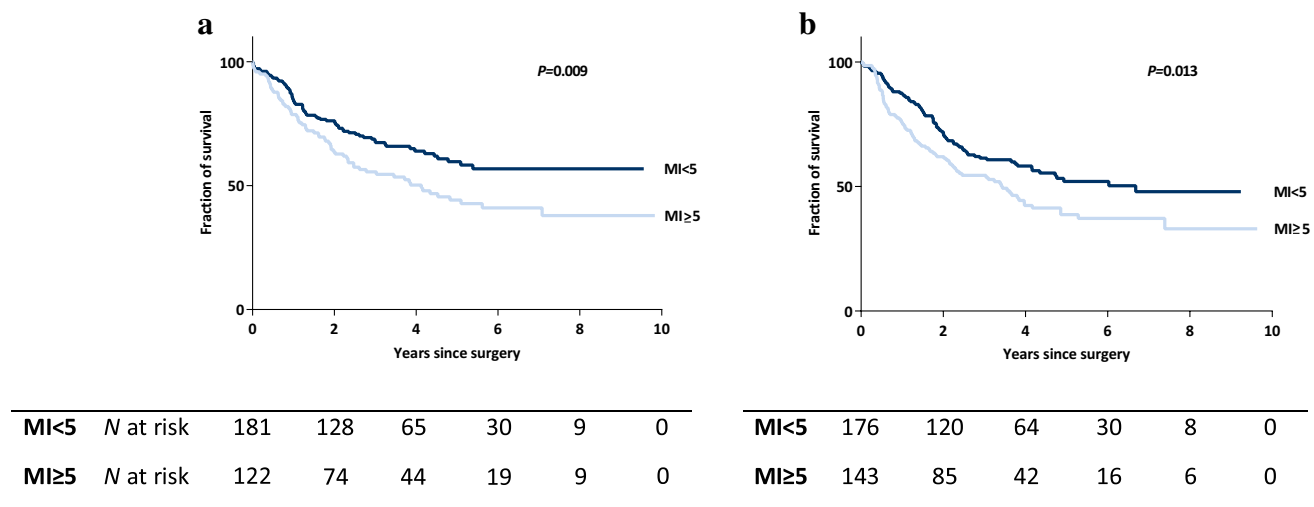 a
100
50
0
Fraction of survival
P=0.009
MI<5
MI≥5
0 2 4 6 8 10
Years since surgery
MI<5 N at risk 181 128 65 30 9 0
MI≥5 N at risk 122 74 44 19 9 0
b
100
50
0
Fraction of survival
P=0.013
MI<5
MI≥5
0 2 4 6 8 10
Years since surgery
MI<5 176 120 64 30 8 0
MI≥5 143 85 42 16 6 0